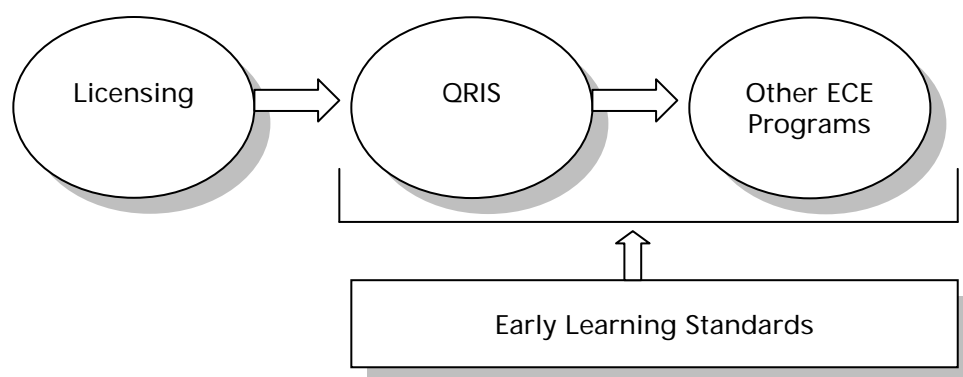 Licensing
QRIS
Other ECE
Programs
Early Learning Standards